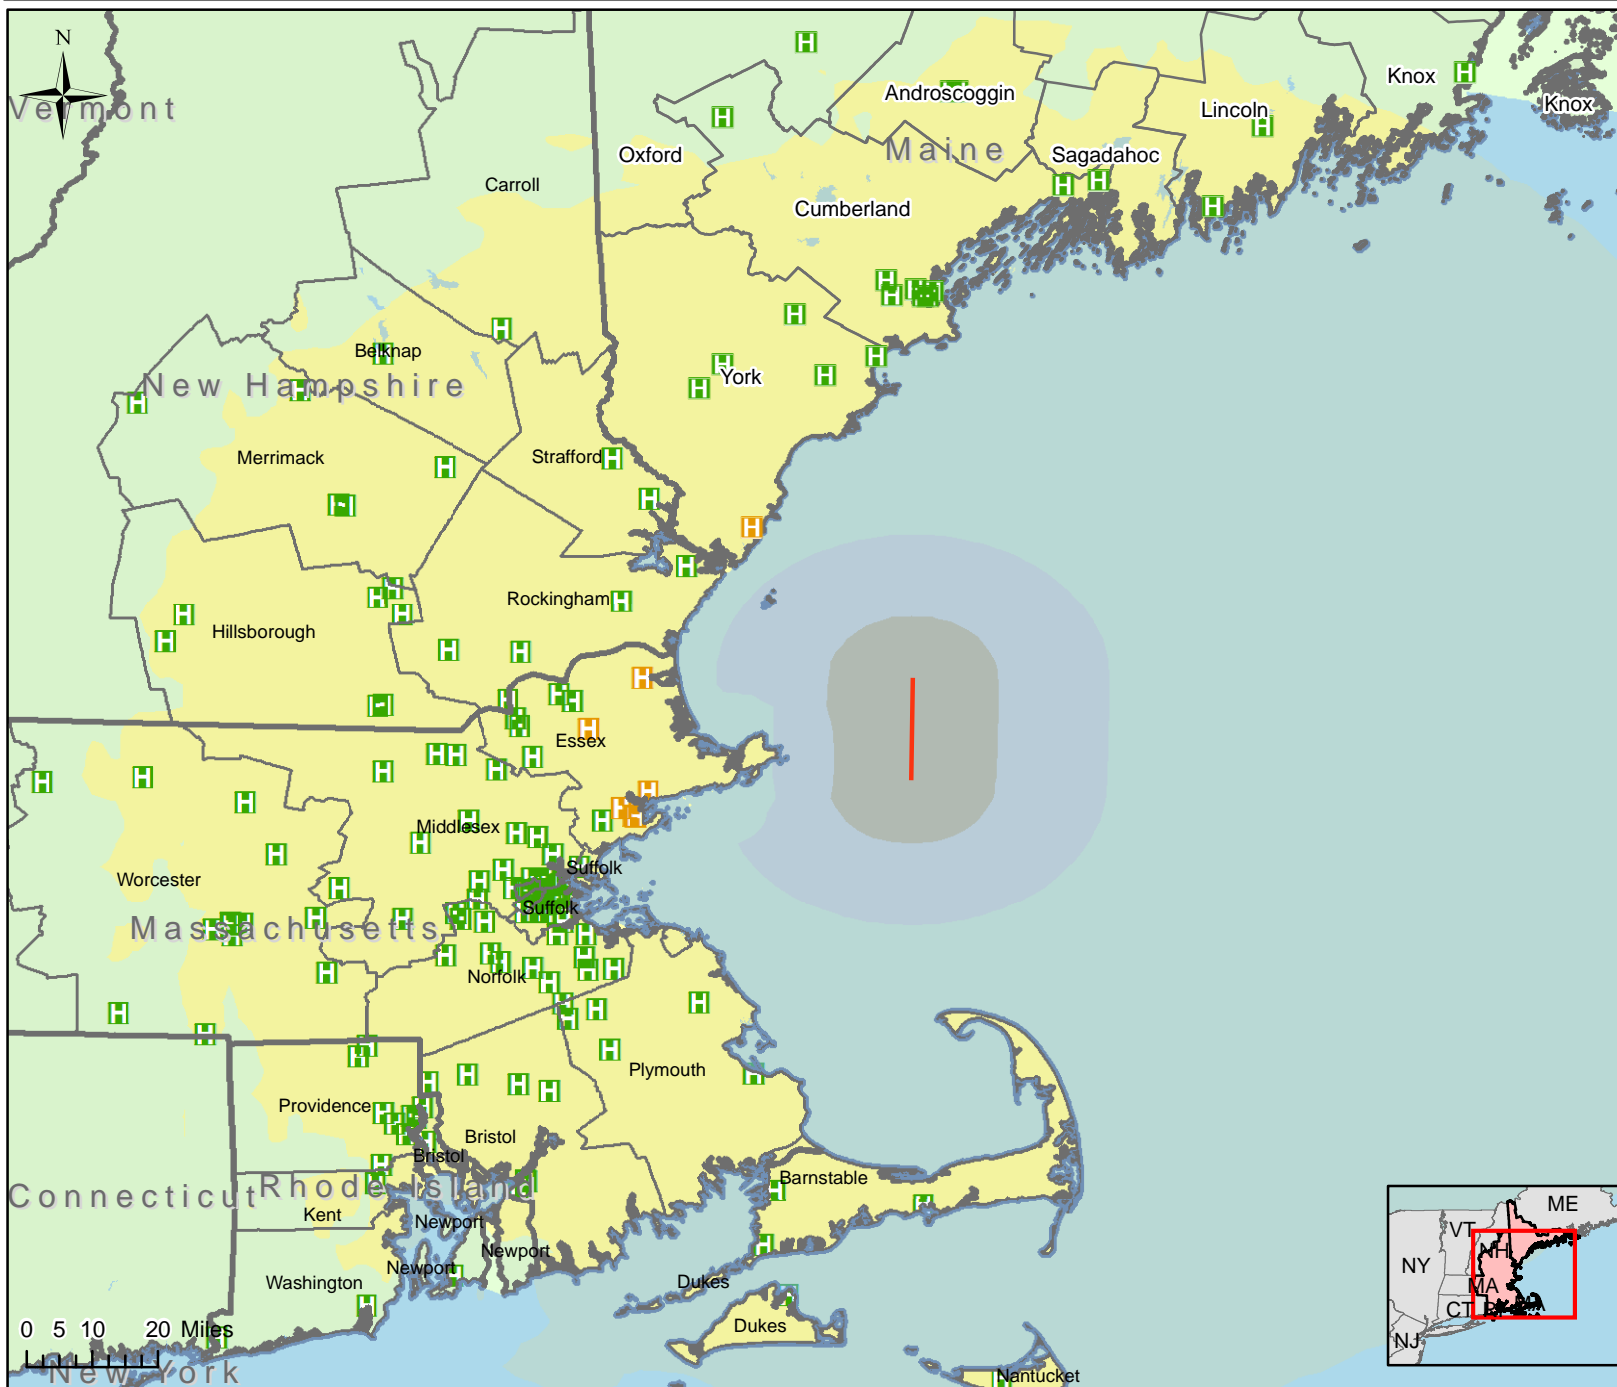 N
Vermont
Knox
Knox
Androscoggin
Lincoln
Maine
Oxford
Sagadahoc
Carroll
Cumberland
Belknap
New Hampshire
York
Merrimack
Strafford
Rockingham
Hillsborough
Essex
Middlesex
Suffolk
Worcester
Suffolk
Massachusetts
Norfolk
Plymouth
Providence
Bristol
Bristol
Barnstable
Connecticut
Rhode Island
Kent
Newport
Newport
Newport
Washington
Dukes
Dukes
Nantucket
0 5 10 20 Miles
New York
ME
VT
NH
NY
MA
CT
NJ